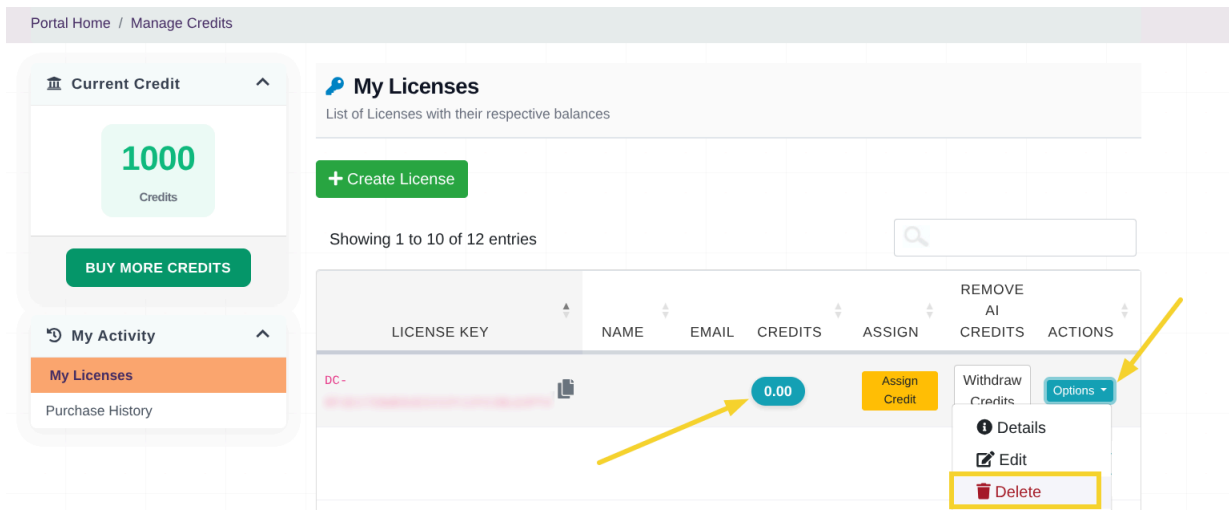 Portal Home / Manage Credits
Current Credit
1000
Credits
BUY MORE CREDITS
My Activity
My Licenses
Purchase History
My Licenses
List of Licenses with their respective balances
Create License
Showing 1 to 10 of 12 entries
LICENSE KEY NAME EMAIL CREDITS ASSIGN REMOVE AI CREDITS ACTIONS
DC-
0.00
Assign
Credit
Withdraw
Credits
Options
Details
Edit
Delete